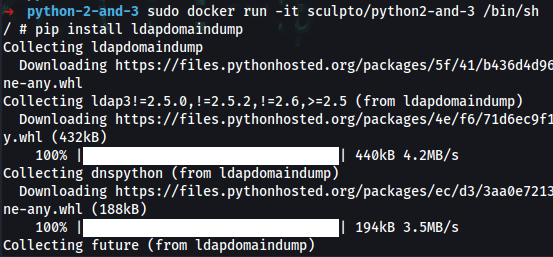 → python-2-and-3 sudo docker run -it sculpto/python2-and-3 /bin/sh
/ # pip install ldapdomaindump
Collecting ldapdomaindump
Downloading https://files.pythonhosted.org/packages/5f/41/b436d4d96
ne-any.whl
Collecting ldap3!=2.5.0,!=2.5.2,!=2.6,>=2.5 (from ldapdomaindump)
Downloading https://files.pythonhosted.org/packages/4e/f6/71d6ec9f1
y.whl (432kB)
100% |████████████████████████████████| 440kB 4.2MB/s
Collecting dnspython (from ldapdomaindump)
Downloading https://files.pythonhosted.org/packages/ec/d3/3aa0e7213
ne-any.whl (188kB)
100% |████████████████████████████████| 194kB 3.5MB/s
Collecting future (from ldapdomaindump)